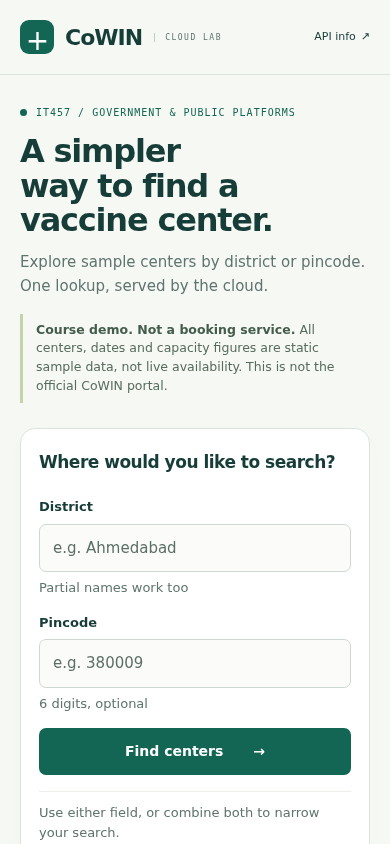 CoWIN
CLOUD LAB
API info ↗
IT457 / GOVERNMENT & PUBLIC PLATFORMS
A simpler
way to find a
vaccine center.
Explore sample centers by district or pincode.
One lookup, served by the cloud.
Course demo. Not a booking service. All
centers, dates and capacity figures are static
sample data, not live availability. This is not the
official CoWIN portal.
Where would you like to search?
District
e.g. Ahmedabad
Partial names work too
Pincode
e.g. 380009
6 digits, optional
Find centers →
Use either field, or combine both to narrow
your search.